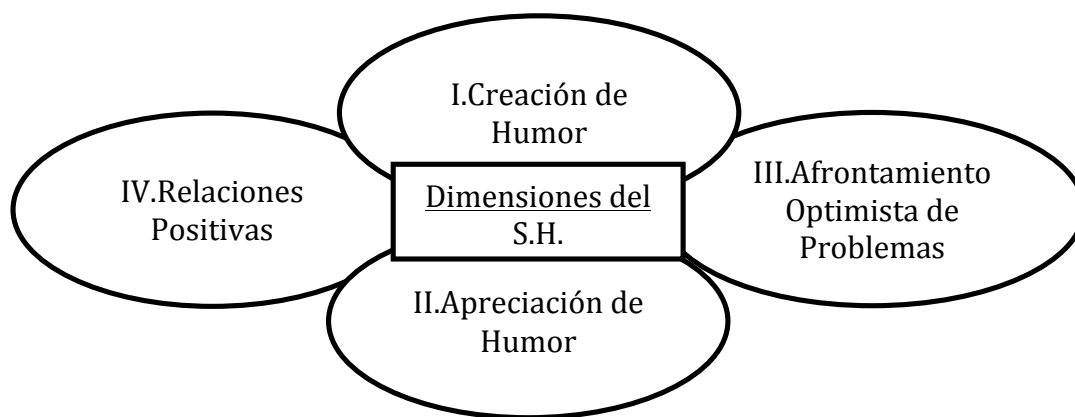 I.Creación de
Humor
IV.Relaciones
Positivas
Dimensiones del
S.H.
III.Afrontamiento
Optimista de
Problemas
II.Apreciación de
Humor